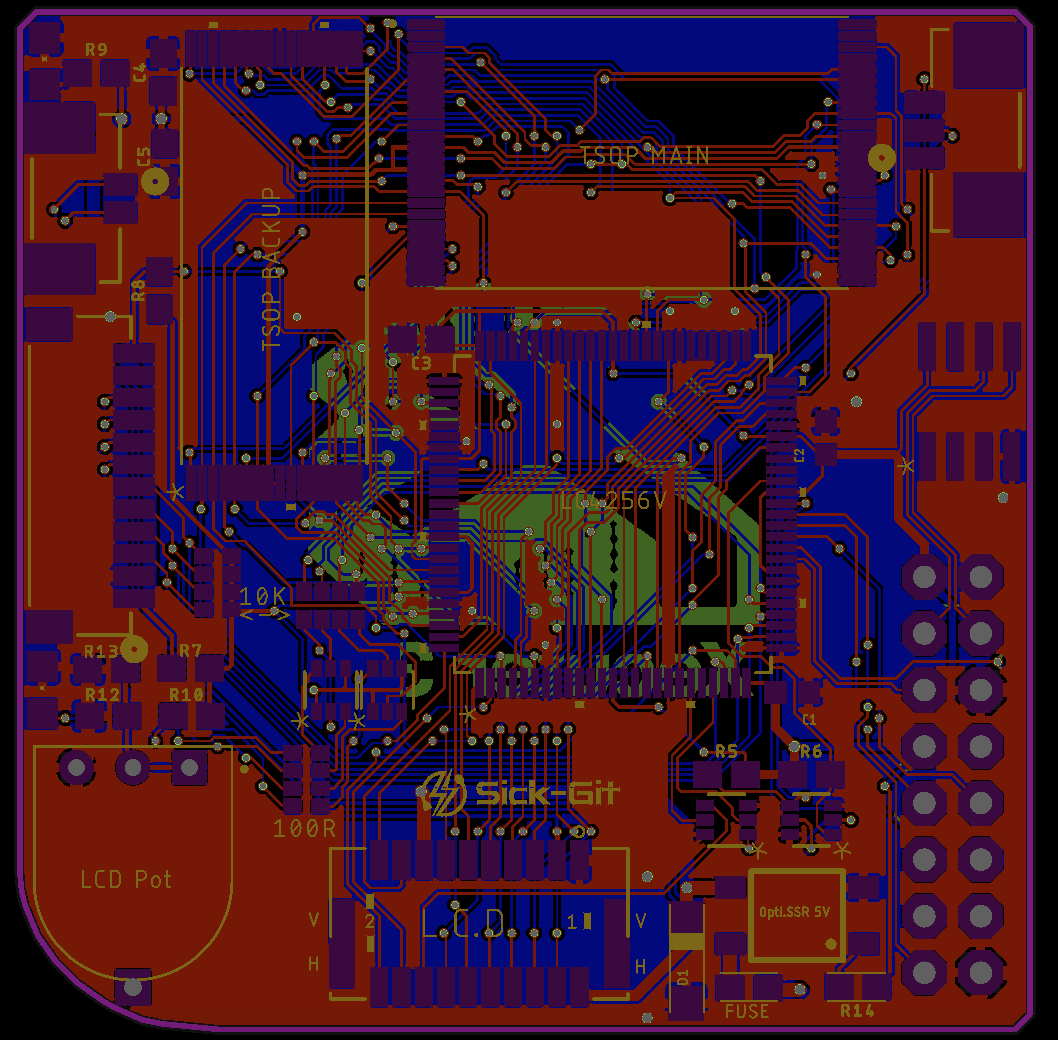 R9
C4
C5
TSOP MAIN
TSOP BACKUP
R8
C3
C2
LC4256V
10K
<->
R13
R7
R12
R10
C1
R5
R6
Sick-Git
100R
LCD Pot
Optl.SSR 5V
V
2
L.C.D
1
V
H
H
D1
FUSE
R14